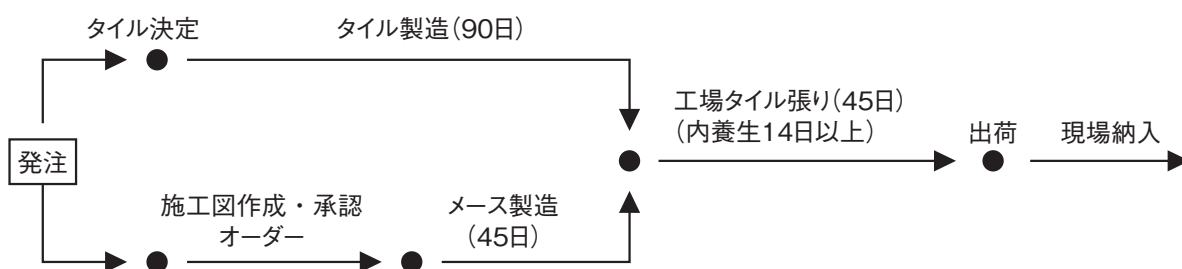 タイル決定
タイル製造(90日)
工場タイル張り(45日)
(内養生14日以上)
出荷
現場納入
発注
施工図作成・承認
オーダー
メース製造
(45日)